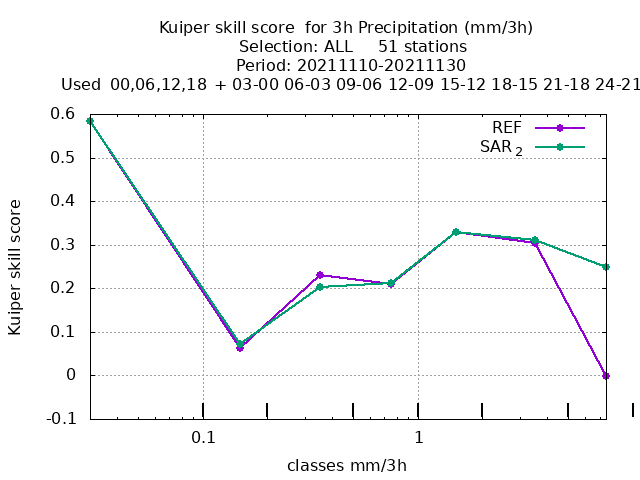 Kuiper skill score  for 3h Precipitation (mm/3h)
Selection: ALL     51 stations
Period: 20211110-20211130
Used  00,06,12,18  + 03-00 06-03 09-06 12-09 15-12 18-15 21-18 24-21
REF
SAR 2
0.6
0.5
0.4
0.3
0.2
0.1
0
-0.1
Kuiper skill score
0.1
1
classes mm/3h